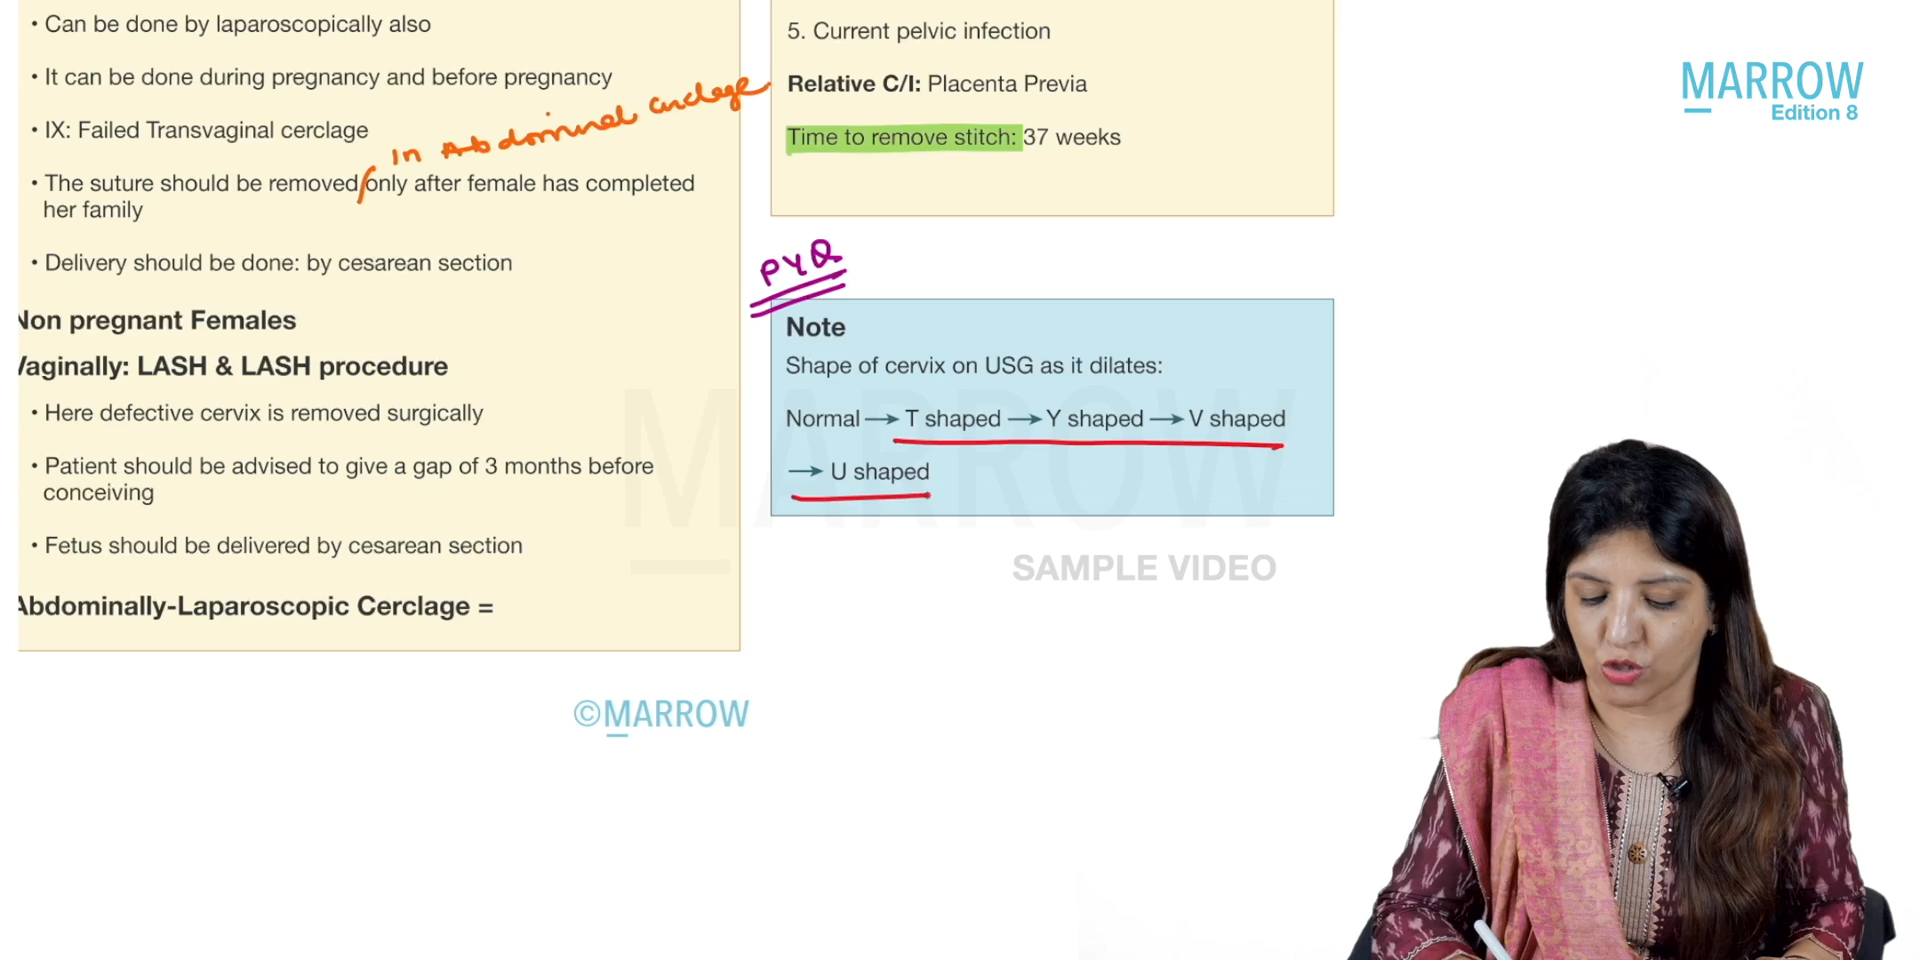 • Can be done by laparoscopically also
• It can be done during pregnancy and before pregnancy
• IX: Failed Transvaginal cerclage
In Abdominal cerclage
• The suture should be removed only after female has completed
her family
• Delivery should be done: by cesarean section
Non pregnant Females
Vaginally: LASH & LASH procedure
• Here defective cervix is removed surgically
• Patient should be advised to give a gap of 3 months before
conceiving
• Fetus should be delivered by cesarean section
Abdominally-Laparoscopic Cerclage =
5. Current pelvic infection
Relative C/I: Placenta Previa
Time to remove stitch: 37 weeks
PYQ
Note
Shape of cervix on USG as it dilates:
Normal → T shaped → Y shaped → V shaped
→ U shaped
MARROW
SAMPLE VIDEO
©MARROW
MARROW
Edition 8